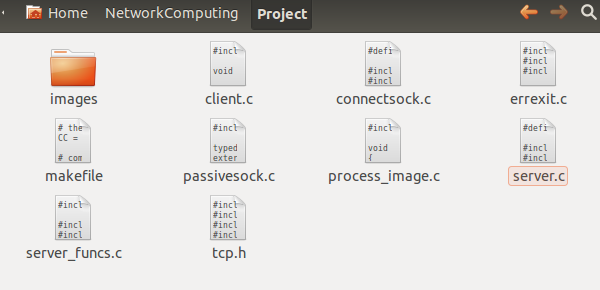 Home NetworkComputing Project
#incl #defi #incl
void #incl #incl
#incl #incl
images client.c connectsock.c errexit.c
# the #incl #incl #defi
CC = typed void #incl
# com exter { #incl
makefile passivesock.c process_image.c server.c
#incl #incl
#incl #incl
#incl #incl
#incl
server_funcs.c tcp.h